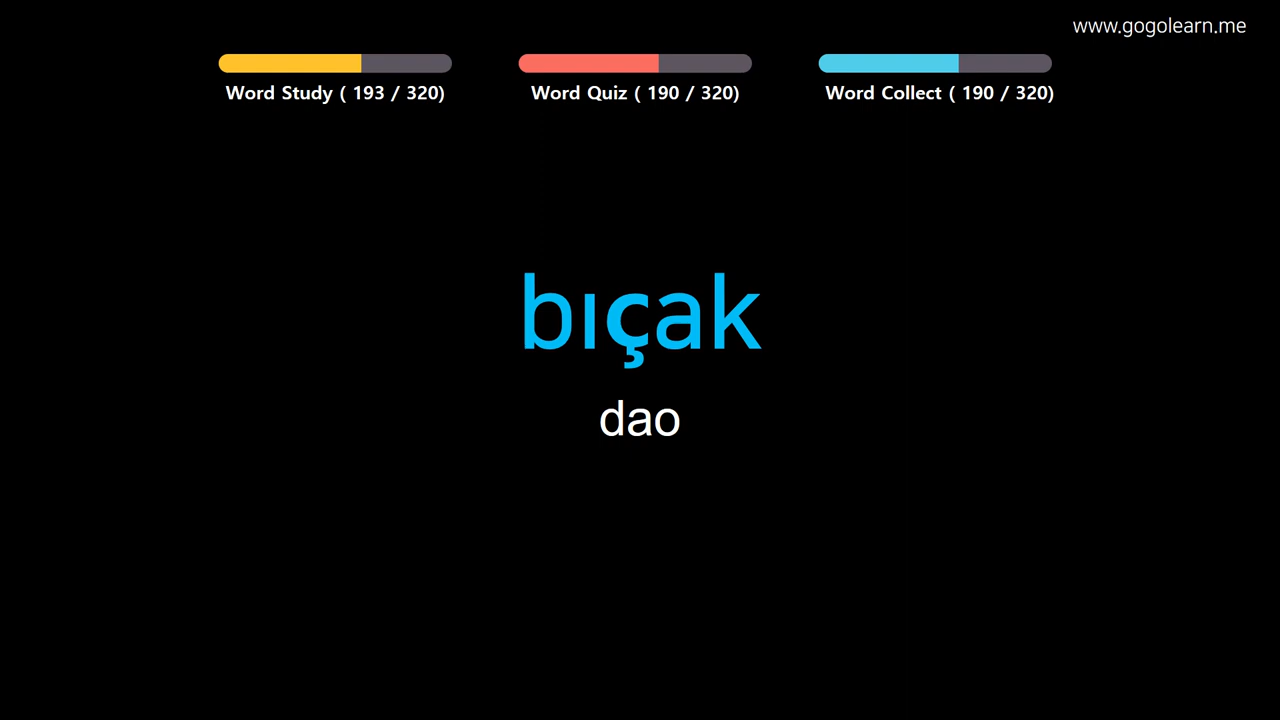 www.gogolearn.me
Word Study ( 193 / 320)
Word Quiz ( 190 / 320)
Word Collect ( 190 / 320)
bıçak
dao